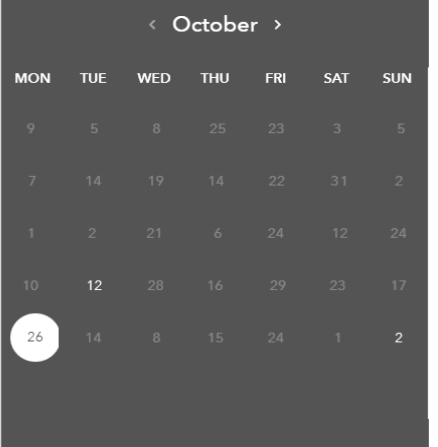 ‹ October ›
MON TUE WED THU FRI SAT SUN
9 5 8 25 23 3 5
7 14 19 14 22 31 2
1 2 21 6 24 12 24
10 12 28 16 29 23 17
26 14 8 15 24 1 2